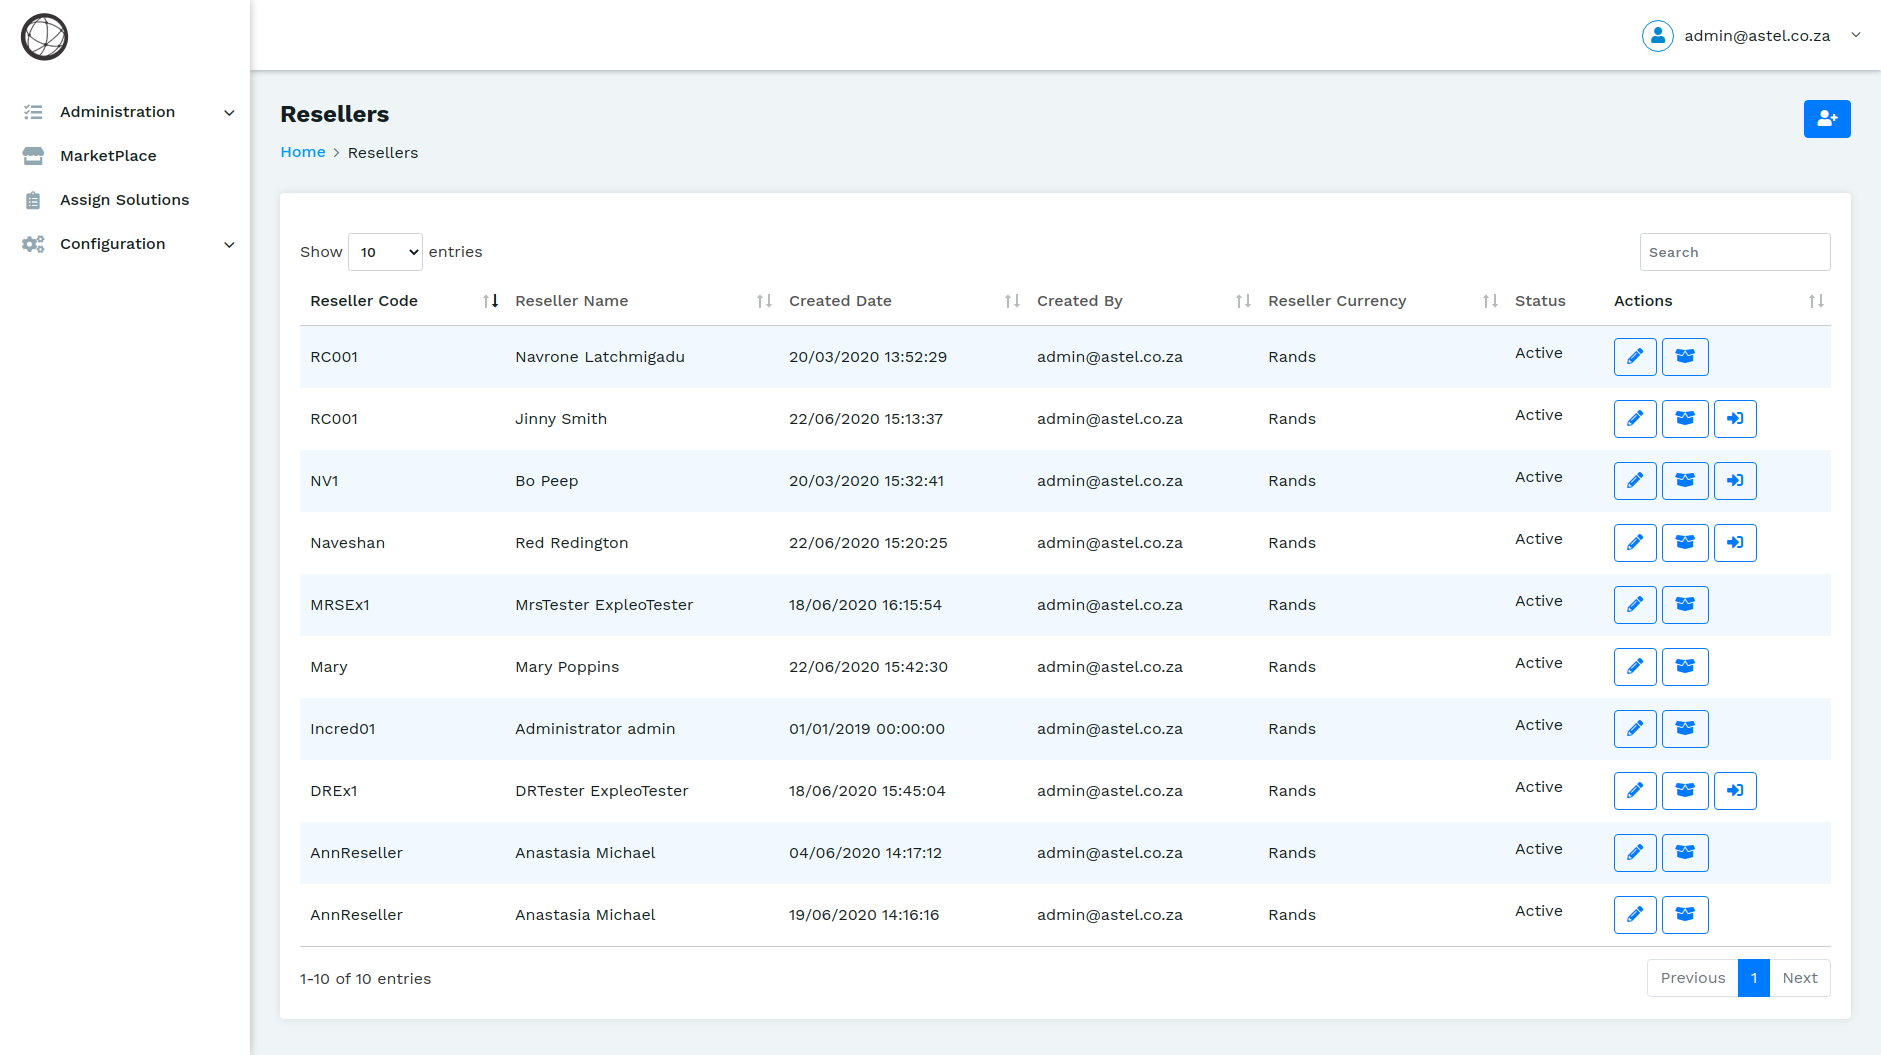 admin@astel.co.za
Administration
MarketPlace
Assign Solutions
Configuration
Resellers
Home > Resellers
Show 10 entries
Search
Reseller Code Reseller Name Created Date Created By Reseller Currency Status Actions
RC001 Navrone Latchmigadu 20/03/2020 13:52:29 admin@astel.co.za Rands Active
RC001 Jinny Smith 22/06/2020 15:13:37 admin@astel.co.za Rands Active
NV1 Bo Peep 20/03/2020 15:32:41 admin@astel.co.za Rands Active
Naveshan Red Redington 22/06/2020 15:20:25 admin@astel.co.za Rands Active
MRSEx1 MrsTester ExpleoTester 18/06/2020 16:15:54 admin@astel.co.za Rands Active
Mary Mary Poppins 22/06/2020 15:42:30 admin@astel.co.za Rands Active
Incred01 Administrator admin 01/01/2019 00:00:00 admin@astel.co.za Rands Active
DREx1 DRTester ExpleoTester 18/06/2020 15:45:04 admin@astel.co.za Rands Active
AnnReseller Anastasia Michael 04/06/2020 14:17:12 admin@astel.co.za Rands Active
AnnReseller Anastasia Michael 19/06/2020 14:16:16 admin@astel.co.za Rands Active
1-10 of 10 entries
Previous 1 Next